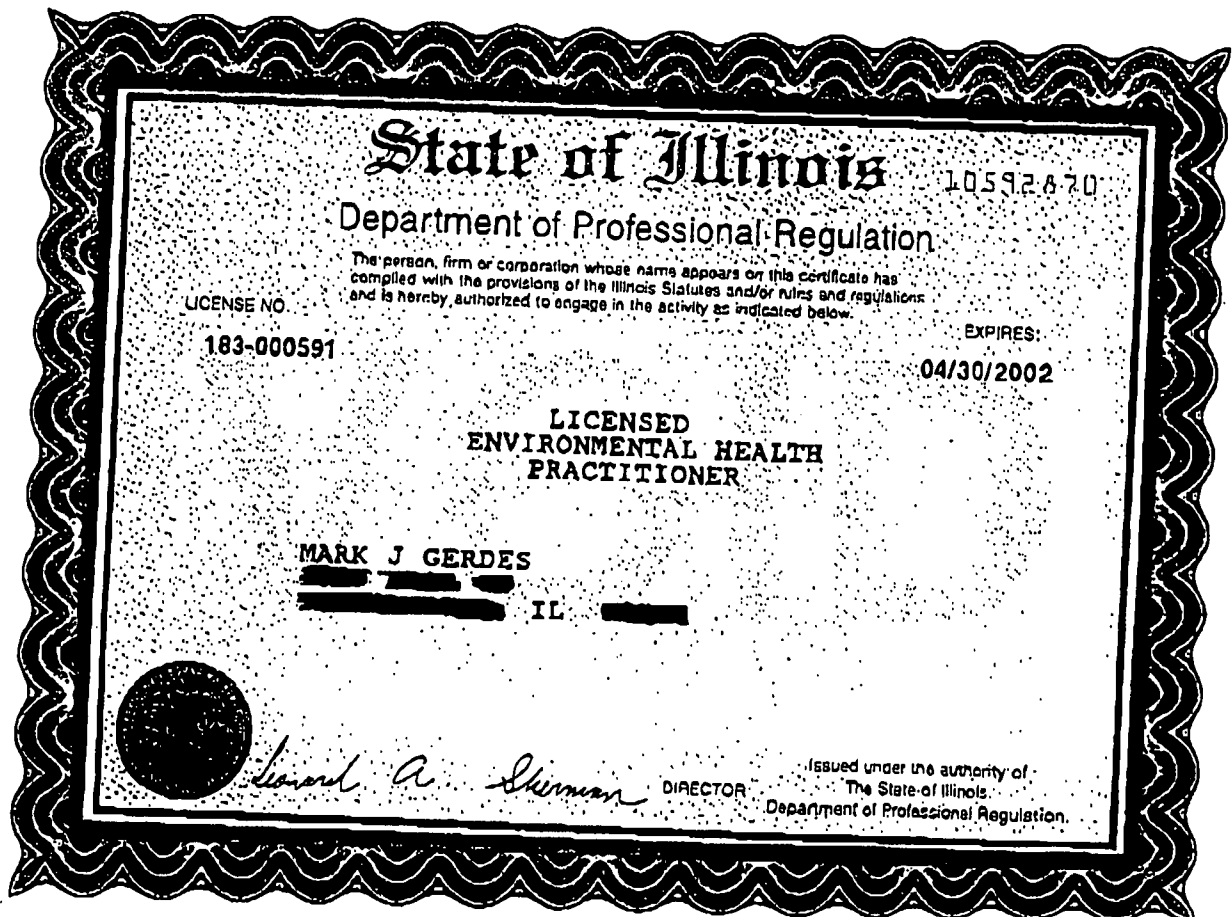 State of Illinois
10592870
Department of Professional Regulation
The person, firm or corporation whose name appears on this certificate has
complied with the provisions of the Illinois Statutes and/or rules and regulations
and is hereby authorized to engage in the activity as indicated below.
LICENSE NO.
EXPIRES:
183-000591
04/30/2002
LICENSED
ENVIRONMENTAL HEALTH
PRACTITIONER
MARK J GERDES
IL
Leonard A. Sherman
DIRECTOR
Issued under the authority of
The State of Illinois
Department of Professional Regulation.